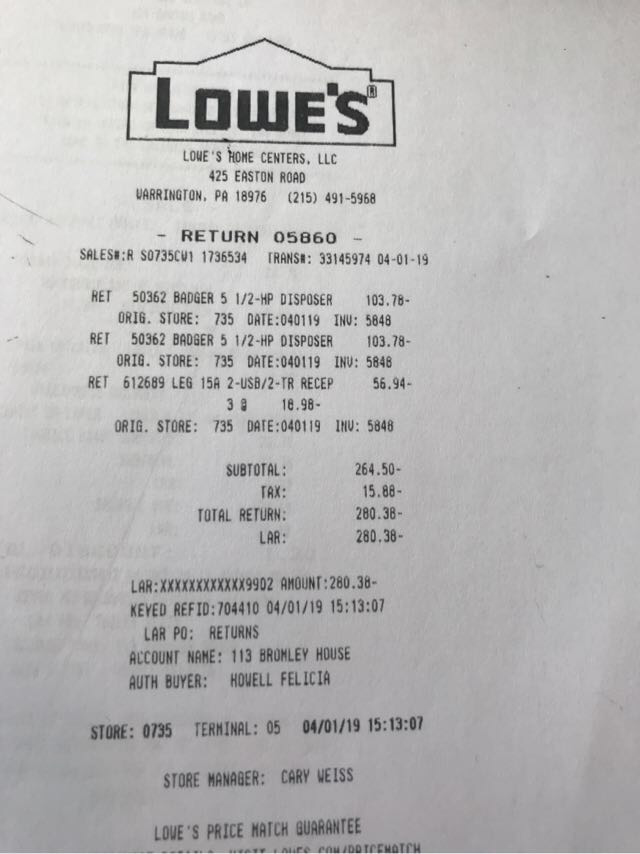 LOWE'S®
LOWE'S HOME CENTERS, LLC
425 EASTON ROAD
WARRINGTON, PA 18976 (215) 491-5968
- RETURN 05860 -
SALES#:R S0735CW1 1736534 TRANS#: 33145974 04-01-19
RET 50362 BADGER 5 1/2-HP DISPOSER 103.78-
ORIG. STORE: 735 DATE:040119 INV: 5848
RET 50362 BADGER 5 1/2-HP DISPOSER 103.78-
ORIG. STORE: 735 DATE:040119 INV: 5848
RET 612689 LEG 15A 2-USB/2-TR RECEP 56.94-
3 @ 18.98-
ORIG. STORE: 735 DATE:040119 INV: 5848
SUBTOTAL: 264.50-
TAX: 15.88-
TOTAL RETURN: 280.38-
LAR: 280.38-
LAR:XXXXXXXXXXXX9902 AMOUNT:280.38-
KEYED REFID:704410 04/01/19 15:13:07
LAR PO: RETURNS
ACCOUNT NAME: 113 BROMLEY HOUSE
AUTH BUYER: HOWELL FELICIA
STORE: 0735 TERMINAL: 05 04/01/19 15:13:07
STORE MANAGER: CARY WEISS
LOWE'S PRICE MATCH GUARANTEE
VISIT LOWES.COM/PRICEMATCH